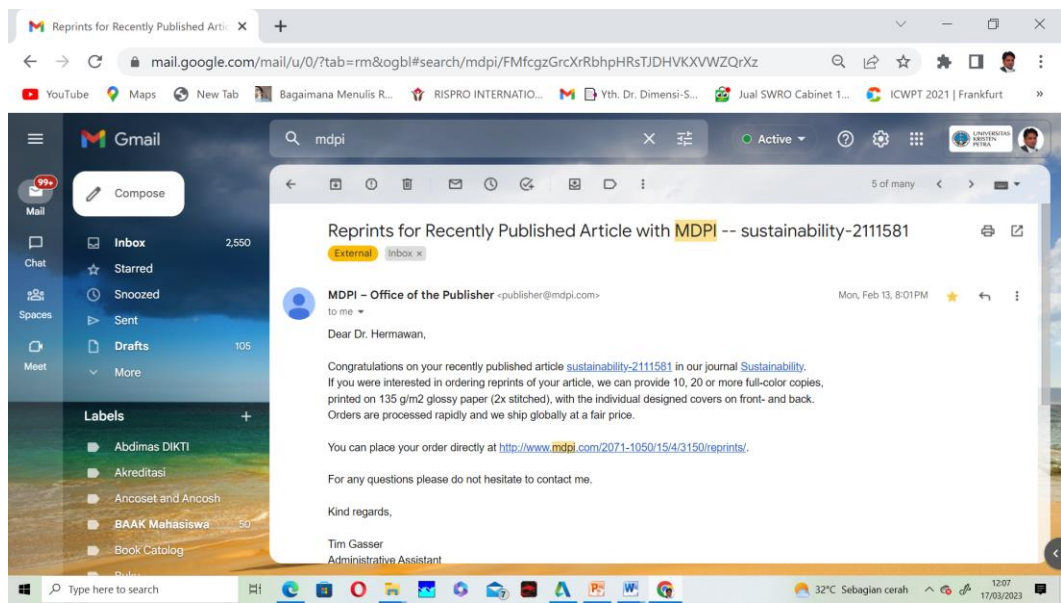 Reprints for Recently Published Artic
mail.google.com/mail/u/0/?tab=rm&ogbl#search/mdpi/FMfcgzGrcXrRbhpHRsTJDHVKXVWZQrXz
YouTube
Maps
New Tab
Bagaimana Menulis R...
RISPRO INTERNATIO...
Yth. Dr. Dimensi-S...
Jual SWRO Cabinet 1...
ICWPT 2021 | Frankfurt
»
Gmail
mdpi
Active
UNIVERSITAS KRISTEN PETRA
99+
Mail
Chat
Spaces
Meet
Compose
Inbox 2,550
Starred
Snoozed
Sent
Drafts 105
More
Labels +
Abdimas DIKTI
Akreditasi
Ancoset and Ancosh
BAAK Mahasiswa 50
Book Catolog
5 of many
Reprints for Recently Published Article with MDPI -- sustainability-2111581
External Inbox ×
MDPI – Office of the Publisher <publisher@mdpi.com> Mon, Feb 13, 8:01 PM
to me
Dear Dr. Hermawan,
Congratulations on your recently published article sustainability-2111581 in our journal Sustainability.
If you were interested in ordering reprints of your article, we can provide 10, 20 or more full-color copies,
printed on 135 g/m2 glossy paper (2x stitched), with the individual designed covers on front- and back.
Orders are processed rapidly and we ship globally at a fair price.
You can place your order directly at http://www.mdpi.com/2071-1050/15/4/3150/reprints/.
For any questions please do not hesitate to contact me.
Kind regards,
Tim Gasser
Administrative Assistant
Type here to search
32°C Sebagian cerah
12:07
17/03/2023